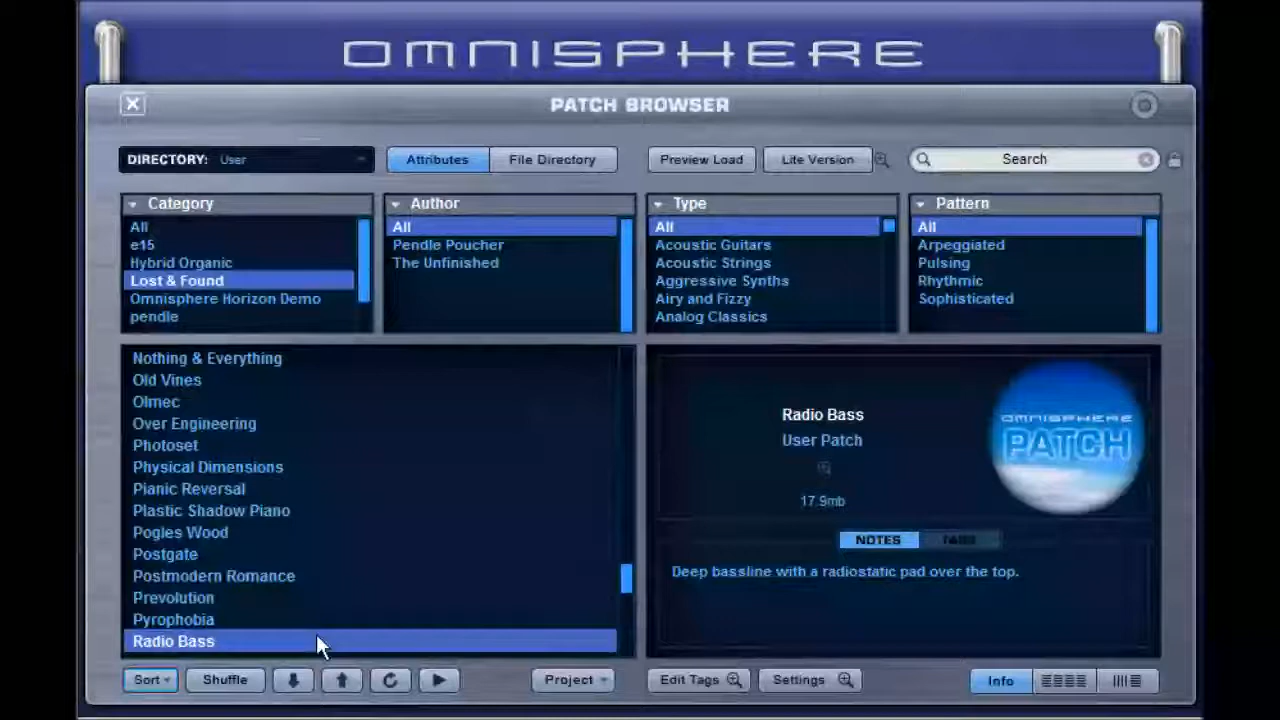 OMNISPHERE
PATCH BROWSER
DIRECTORY: User
Attributes
File Directory
Preview Load
Lite Version
Search
Category
All
e15
Hybrid Organic
Lost & Found
Omnisphere Horizon Demo
pendle
Author
All
Pendle Poucher
The Unfinished
Type
All
Acoustic Guitars
Acoustic Strings
Aggressive Synths
Airy and Fizzy
Analog Classics
Pattern
All
Arpeggiated
Pulsing
Rhythmic
Sophisticated
Nothing & Everything
Old Vines
Olmec
Over Engineering
Photoset
Physical Dimensions
Pianic Reversal
Plastic Shadow Piano
Pogles Wood
Postgate
Postmodern Romance
Prevolution
Pyrophobia
Radio Bass
Radio Bass
User Patch
17.9mb
OMNISPHERE
PATCH
NOTES
TAGS
Deep bassline with a radiostatic pad over the top.
Sort
Shuffle
Project
Edit Tags
Settings
Info